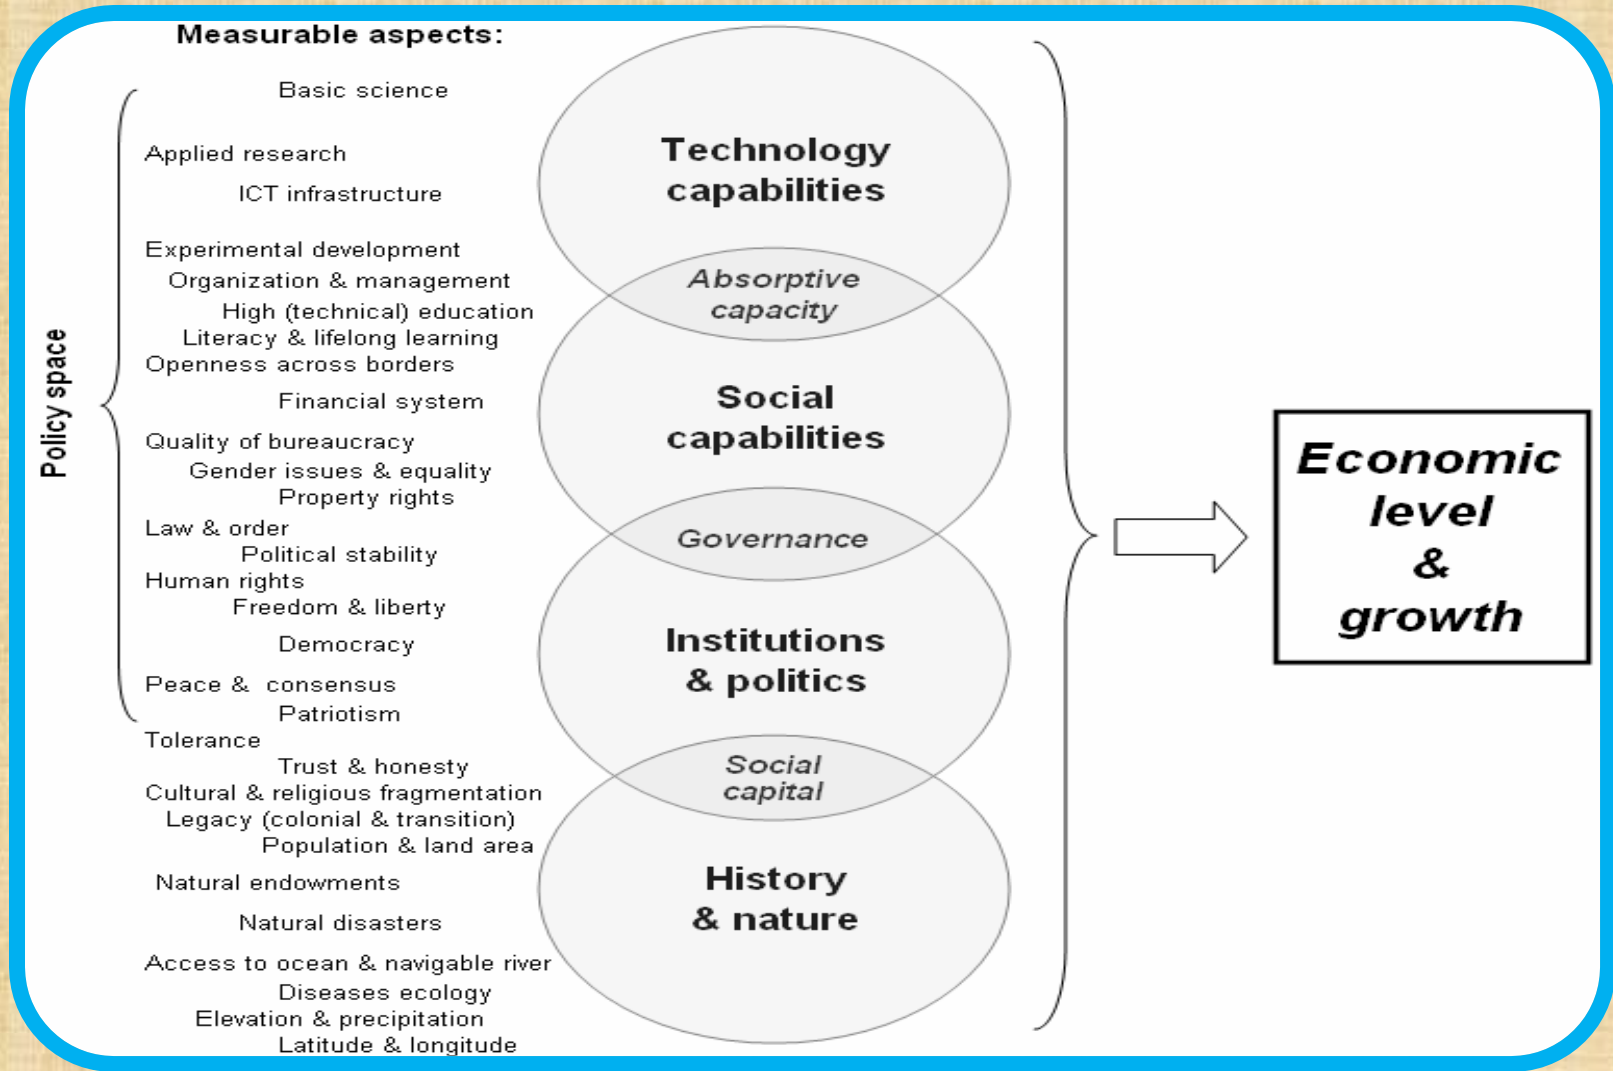 Measurable aspects:
Policy space
Basic science
Applied research
ICT infrastructure
Experimental development
Organization & management
High (technical) education
Literacy & lifelong learning
Openness across borders
Financial system
Quality of bureaucracy
Gender issues & equality
Property rights
Law & order
Political stability
Human rights
Freedom & liberty
Democracy
Peace & consensus
Patriotism
Tolerance
Trust & honesty
Cultural & religious fragmentation
Legacy (colonial & transition)
Population & land area
Natural endowments
Natural disasters
Access to ocean & navigable river
Diseases ecology
Elevation & precipitation
Latitude & longitude
Technology
capabilities
Absorptive
capacity
Social
capabilities
Governance
Institutions
& politics
Social
capital
History
& nature
Economic
level
&
growth